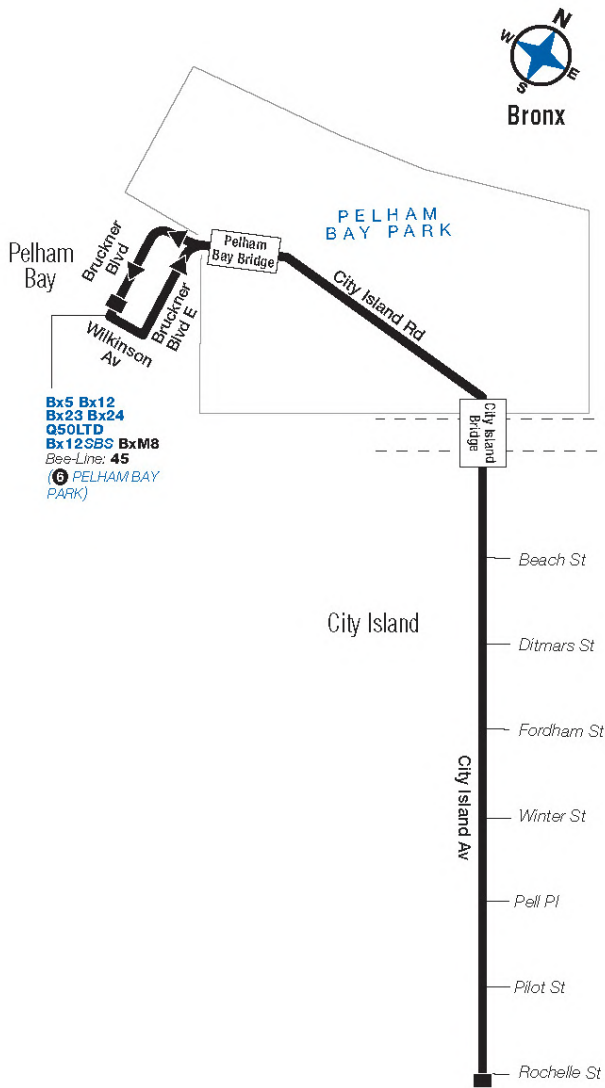 N
W
E
S
Bronx
PELHAM
BAY PARK
Pelham
Bay
Bruckner
Blvd
Pelham
Bay Bridge
City Island Rd
Bruckner
Blvd E
Wilkinson
Av
Bx5 Bx12
Bx23 Bx24
Q50LTD
Bx12SBS BxM8
Bee-Line: 45
(6 PELHAM BAY
PARK)
City Island
Bridge
Beach St
City Island
Ditmars St
Fordham St
City Island Av
Winter St
Pell Pl
Pilot St
Rochelle St